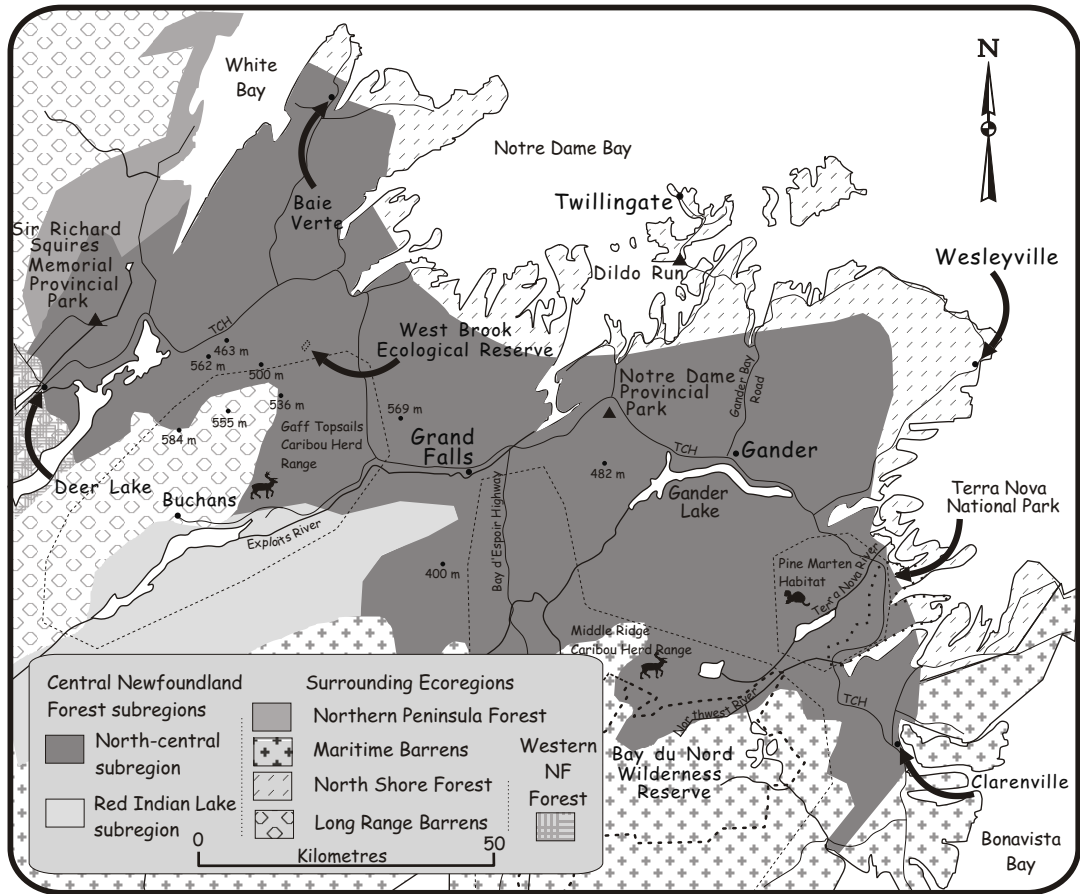 N
White
Bay
Notre Dame Bay
Twillingate
Baie
Verte
Sir Richard
Squires
Memorial
Provincial
Park
Dildo Run
Wesleyville
TCH
463 m
562 m
500 m
West Brook
Ecological Reserve
536 m
555 m
584 m
569 m
Notre Dame
Provincial
Park
Gander Bay
Road
Gaff Topsails
Caribou Herd
Range
Grand
Falls
TCH
Gander
482 m
Deer Lake
Buchans
Gander
Lake
Terra Nova
National Park
Exploits River
Bay d'Espoir Highway
400 m
Pine Marten
Habitat
Terra Nova River
Middle Ridge
Caribou Herd Range
TCH
Northwest River
Bay du Nord
Wilderness
Reserve
Clarenville
Bonavista
Bay
Central Newfoundland
Forest subregions
North-central
subregion
Red Indian Lake
subregion
Surrounding Ecoregions
Northern Peninsula Forest
Maritime Barrens
North Shore Forest
Long Range Barrens
Western
NF
Forest
0
50
Kilometres